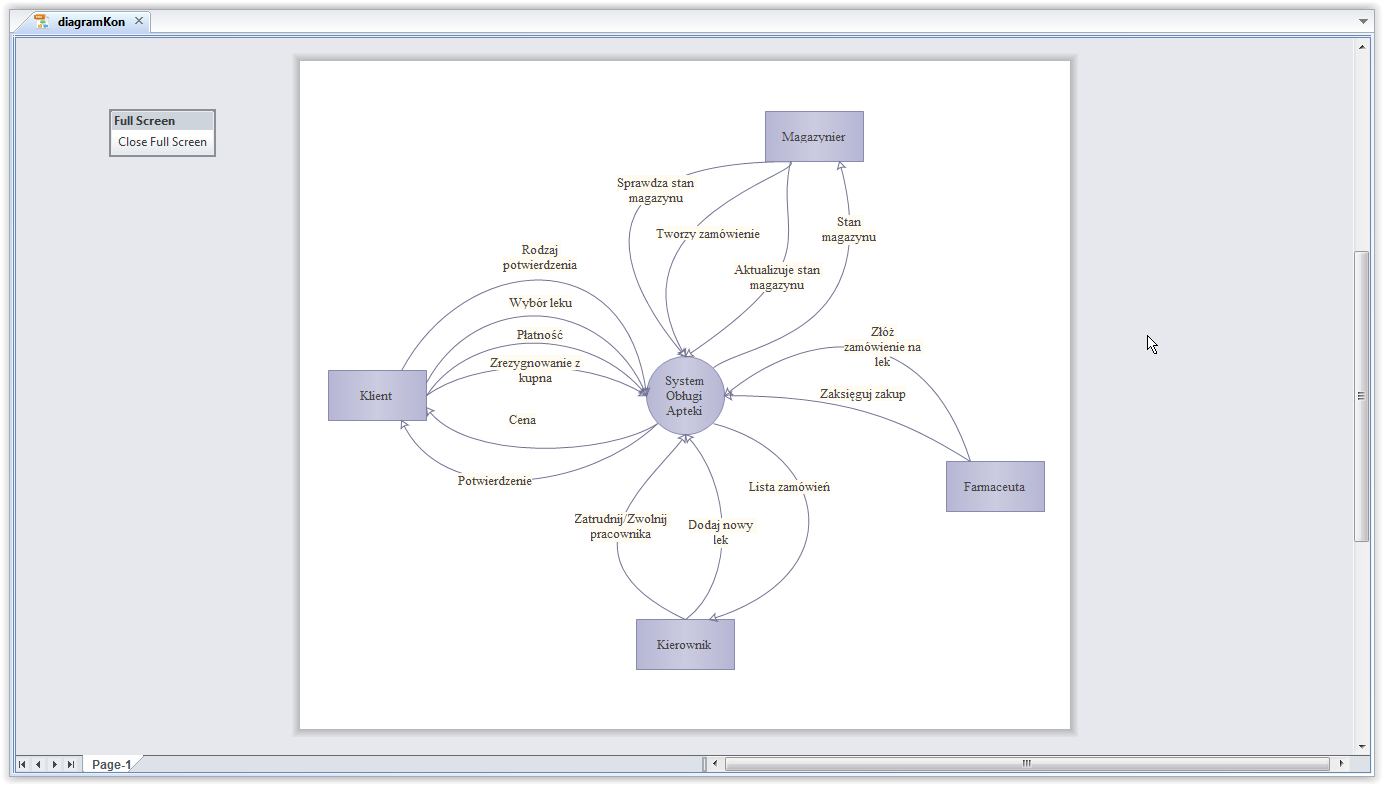 diagramKon
Full Screen
Close Full Screen
Magazynier
Sprawdza stan
magazynu
Tworzy zamówienie
Stan
magazynu
Aktualizuje stan
magazynu
Rodzaj
potwierdzenia
Wybór leku
Płatność
Zrezygnowanie z
kupna
Klient
Cena
Potwierdzenie
System
Obługi
Apteki
Złóż
zamówienie na
lek
Zaksięguj zakup
Farmaceuta
Lista zamówień
Zatrudnij/Zwolnij
pracownika
Dodaj nowy
lek
Kierownik
Page-1